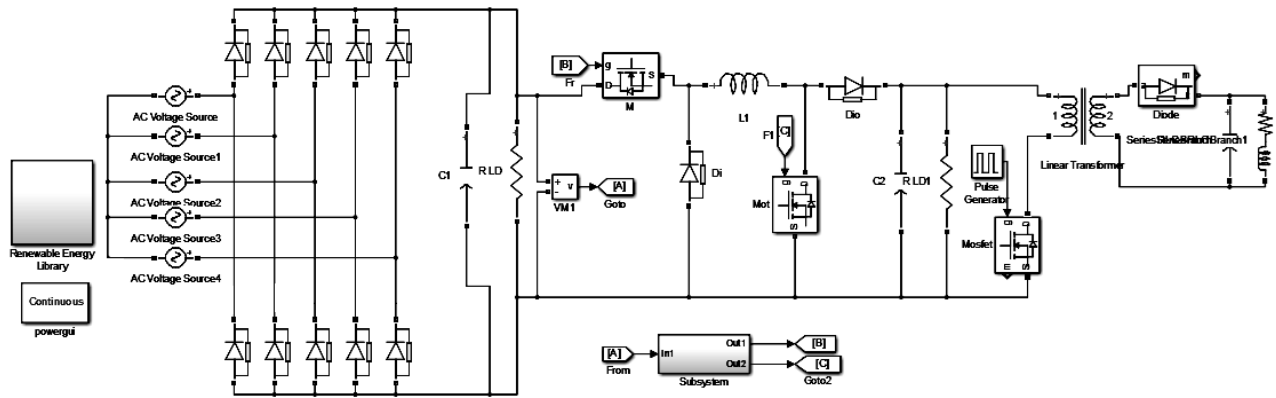 AC Voltage Source
AC Voltage Source1
AC Voltage Source2
AC Voltage Source3
AC Voltage Source4
Renewable Energy
Library
Continuous
powergui
C1
R LD
+
-
v
VM1
[A]
Goto
[B]
Fr
g
D
S
M
Di
L1
F1
[C]
g
D
Mot
S
Dio
C2
R LD1
Pulse
Generator
Mosfet
g
D
m
S
1
2
Linear Transformer
a
m
Diode
Branch1
[A]
From
In1
Out1
Out2
Subsystem
[B]
[C]
Goto2